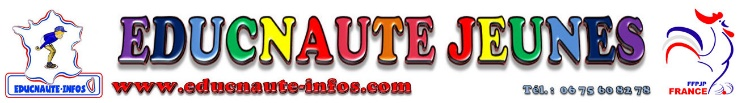 EDUCNAUTE JEUNES
EDUCNAUTE-INFOS
www.educnaute-infos.com
Tél. : 06 75 60 82 78
FFPJP
FRANCE